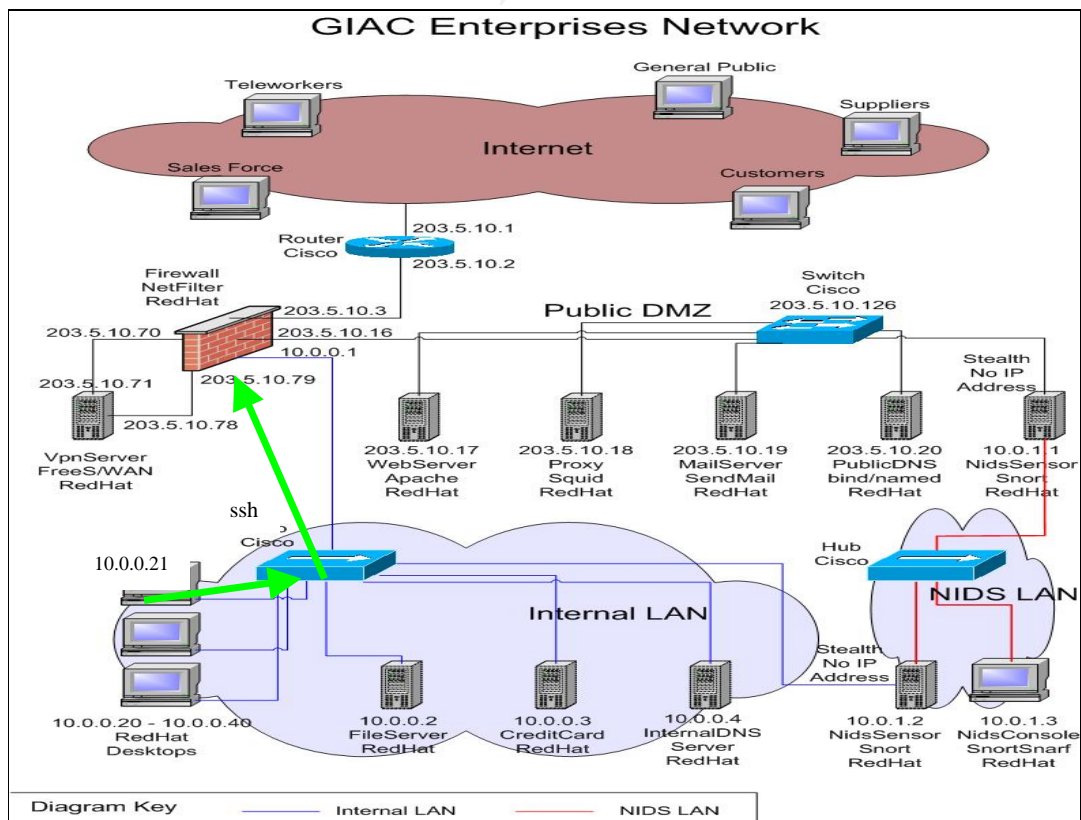 GIAC Enterprises Network
General Public
Teleworkers
Suppliers
Internet
Sales Force
Customers
203.5.10.1
Router
Cisco
203.5.10.2
Firewall
NetFilter
RedHat
Switch
Cisco
203.5.10.126
203.5.10.3
Public DMZ
203.5.10.70
203.5.10.16
10.0.0.1
Stealth
No IP
Address
203.5.10.79
203.5.10.71
203.5.10.78
VpnServer
FreeS/WAN
RedHat
203.5.10.17
WebServer
Apache
RedHat
203.5.10.18
Proxy
Squid
RedHat
203.5.10.19
MailServer
SendMail
RedHat
203.5.10.20
PublicDNS
bind/named
RedHat
10.0.1.1
NidsSensor
Snort
RedHat
ssh
Cisco
10.0.0.21
Hub
Cisco
NIDS LAN
Internal LAN
Stealth
No IP
Address
10.0.0.20 - 10.0.0.40
RedHat
Desktops
10.0.0.2
FileServer
RedHat
10.0.0.3
CreditCard
RedHat
10.0.0.4
InternalDNS
Server
RedHat
10.0.1.2
NidsSensor
Snort
RedHat
10.0.1.3
NidsConsole
SnortSnarf
RedHat
Diagram Key
Internal LAN
NIDS LAN